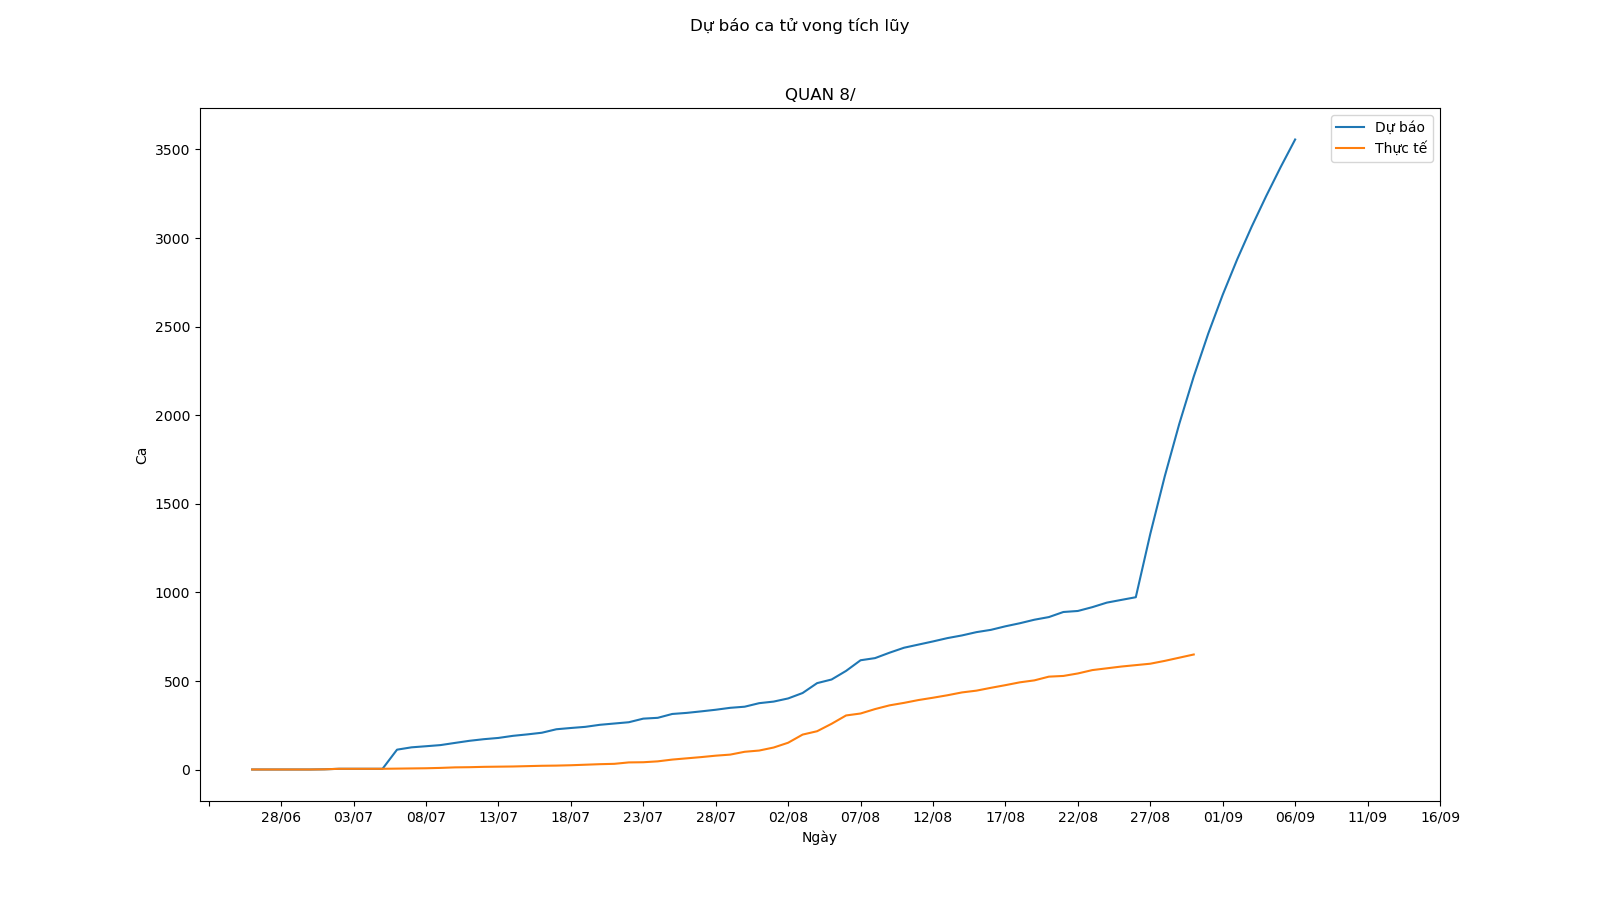 Dự báo ca tử vong tích lũy
QUAN 8/
Dự báo
Thực tế
3500
3000
2500
2000
1500
1000
500
0
Ca
28/06 03/07 08/07 13/07 18/07 23/07 28/07 02/08 07/08 12/08 17/08 22/08 27/08 01/09 06/09 11/09 16/09
Ngày